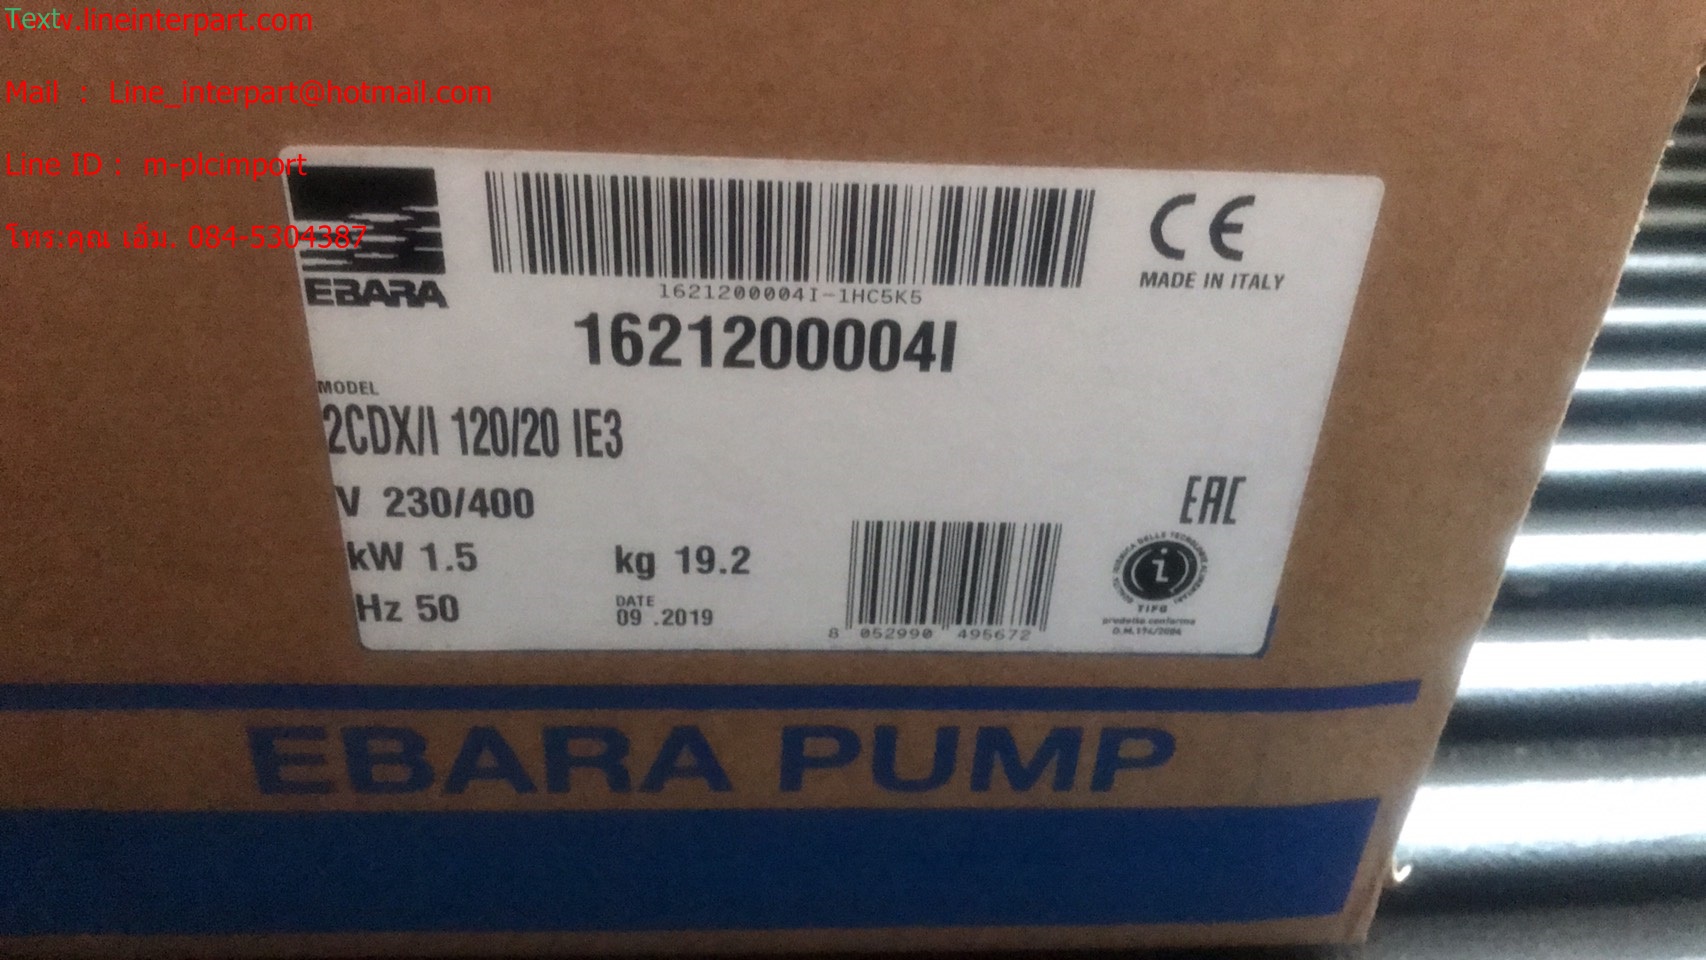 Text
www.lineinterpart.com
Mail : Line_interpart@hotmail.com
Line ID : m-plcimport
โทร:คุณ เอ็ม. 084-5304387
EBARA
1621200004I-1HC5K5
CE
MADE IN ITALY
1621200004I
MODEL
2CDX/I 120/20 IE3
V 230/400
kW 1.5
kg 19.2
Hz 50
DATE
09 .2019
8 052990 495672
EAC
TIFQ
prodotto conforme
D.M.174/2004
EBARA PUMP